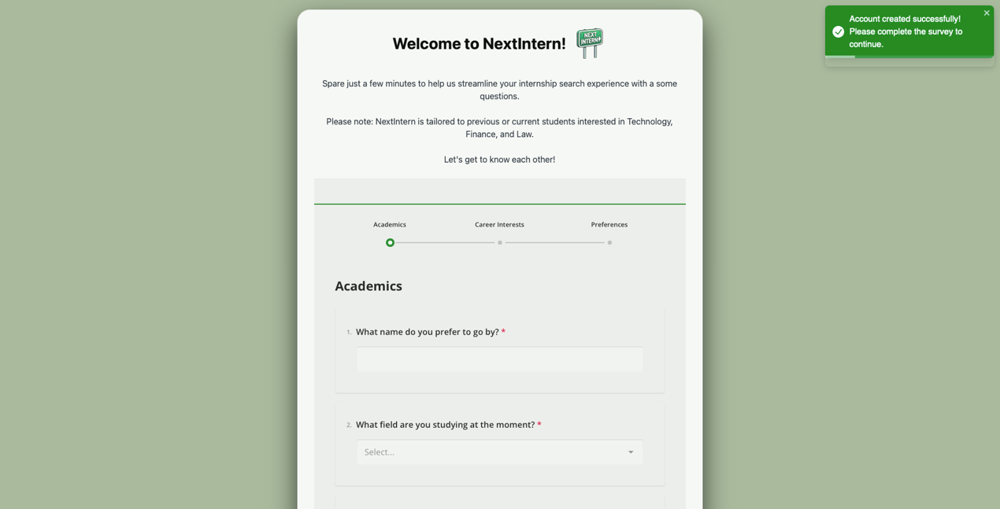 Account created successfully!
Please complete the survey to
continue.
Welcome to NextIntern!
NEXT
INTERN
Spare just a few minutes to help us streamline your internship search experience with a some
questions.
Please note: NextIntern is tailored to previous or current students interested in Technology,
Finance, and Law.
Let's get to know each other!
Academics
Career Interests
Preferences
Academics
1. What name do you prefer to go by? *
2. What field are you studying at the moment? *
Select...